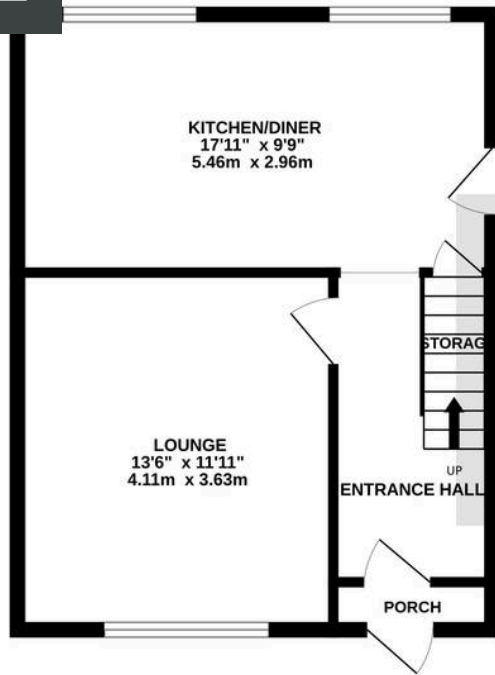 KITCHEN/DINER
17'11" x 9'9"
5.46m x 2.96m
STORAG
LOUNGE
13'6" x 11'11"
4.11m x 3.63m
UP
ENTRANCE HALL
PORCH